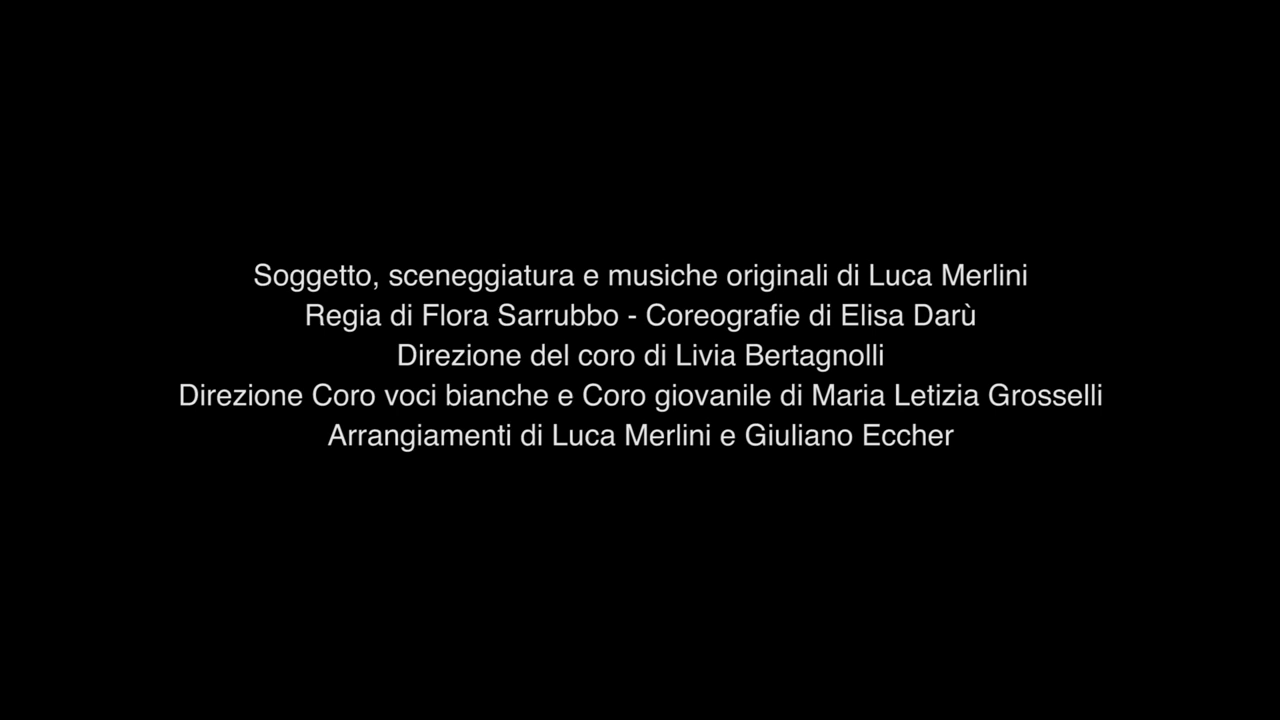 Soggetto, sceneggiatura e musiche originali di Luca Merlini
Regia di Flora Sarrubbo - Coreografie di Elisa Darù
Direzione del coro di Livia Bertagnolli
Direzione Coro voci bianche e Coro giovanile di Maria Letizia Grosselli
Arrangiamenti di Luca Merlini e Giuliano Eccher